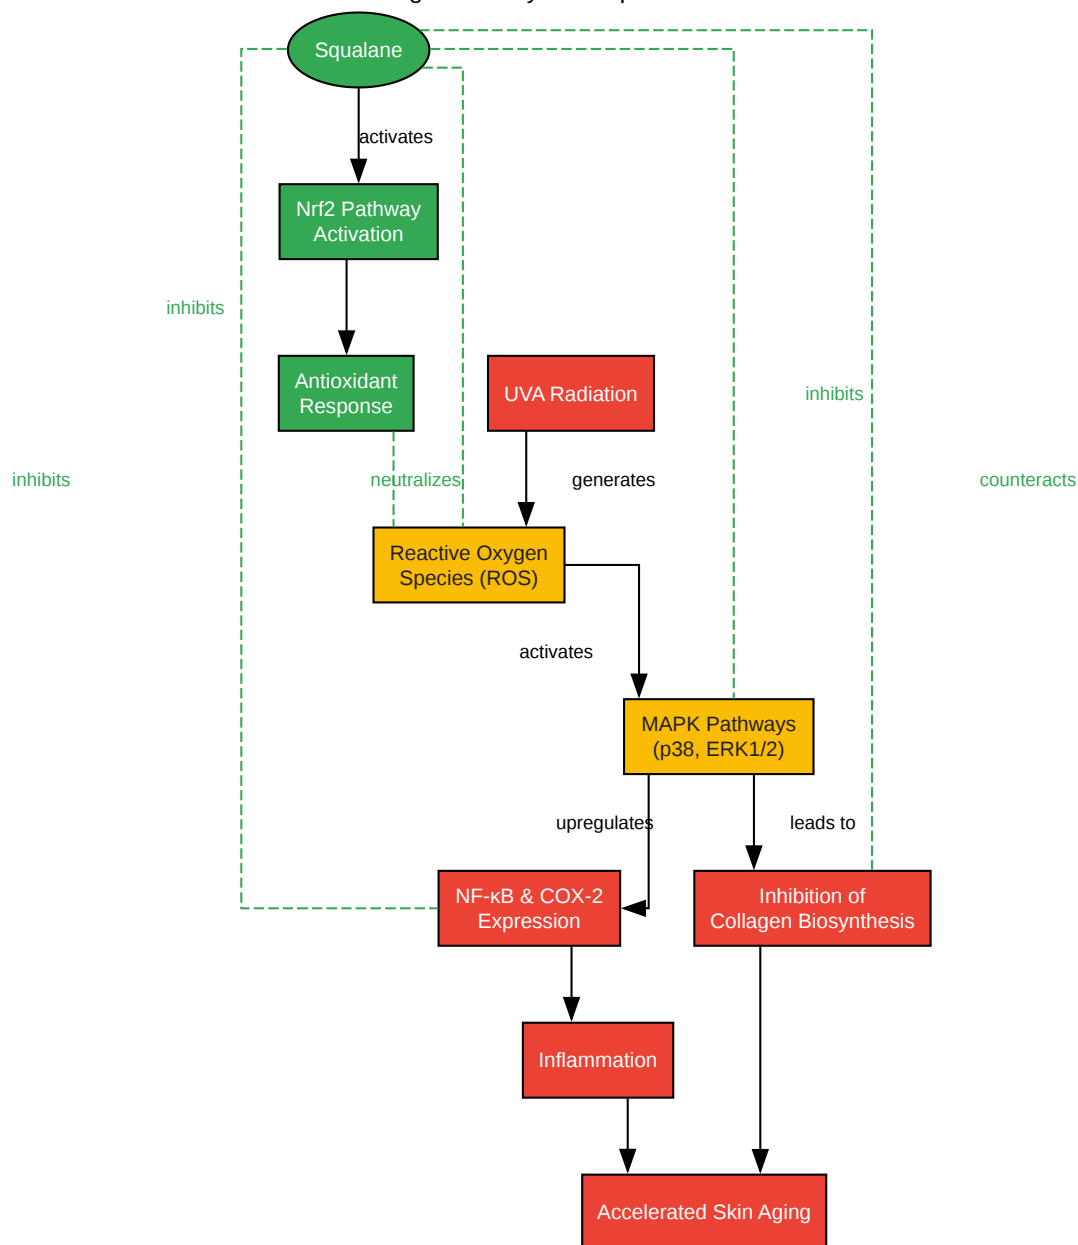 Squalane
activates
Nrf2 Pathway
Activation
inhibits
Antioxidant
Response
UVA Radiation
inhibits
inhibits
neutralizes
generates
counteracts
Reactive Oxygen
Species (ROS)
activates
MAPK Pathways
(p38, ERK1/2)
upregulates
leads to
NF-κB & COX-2
Expression
Inhibition of
Collagen Biosynthesis
Inflammation
Accelerated Skin Aging